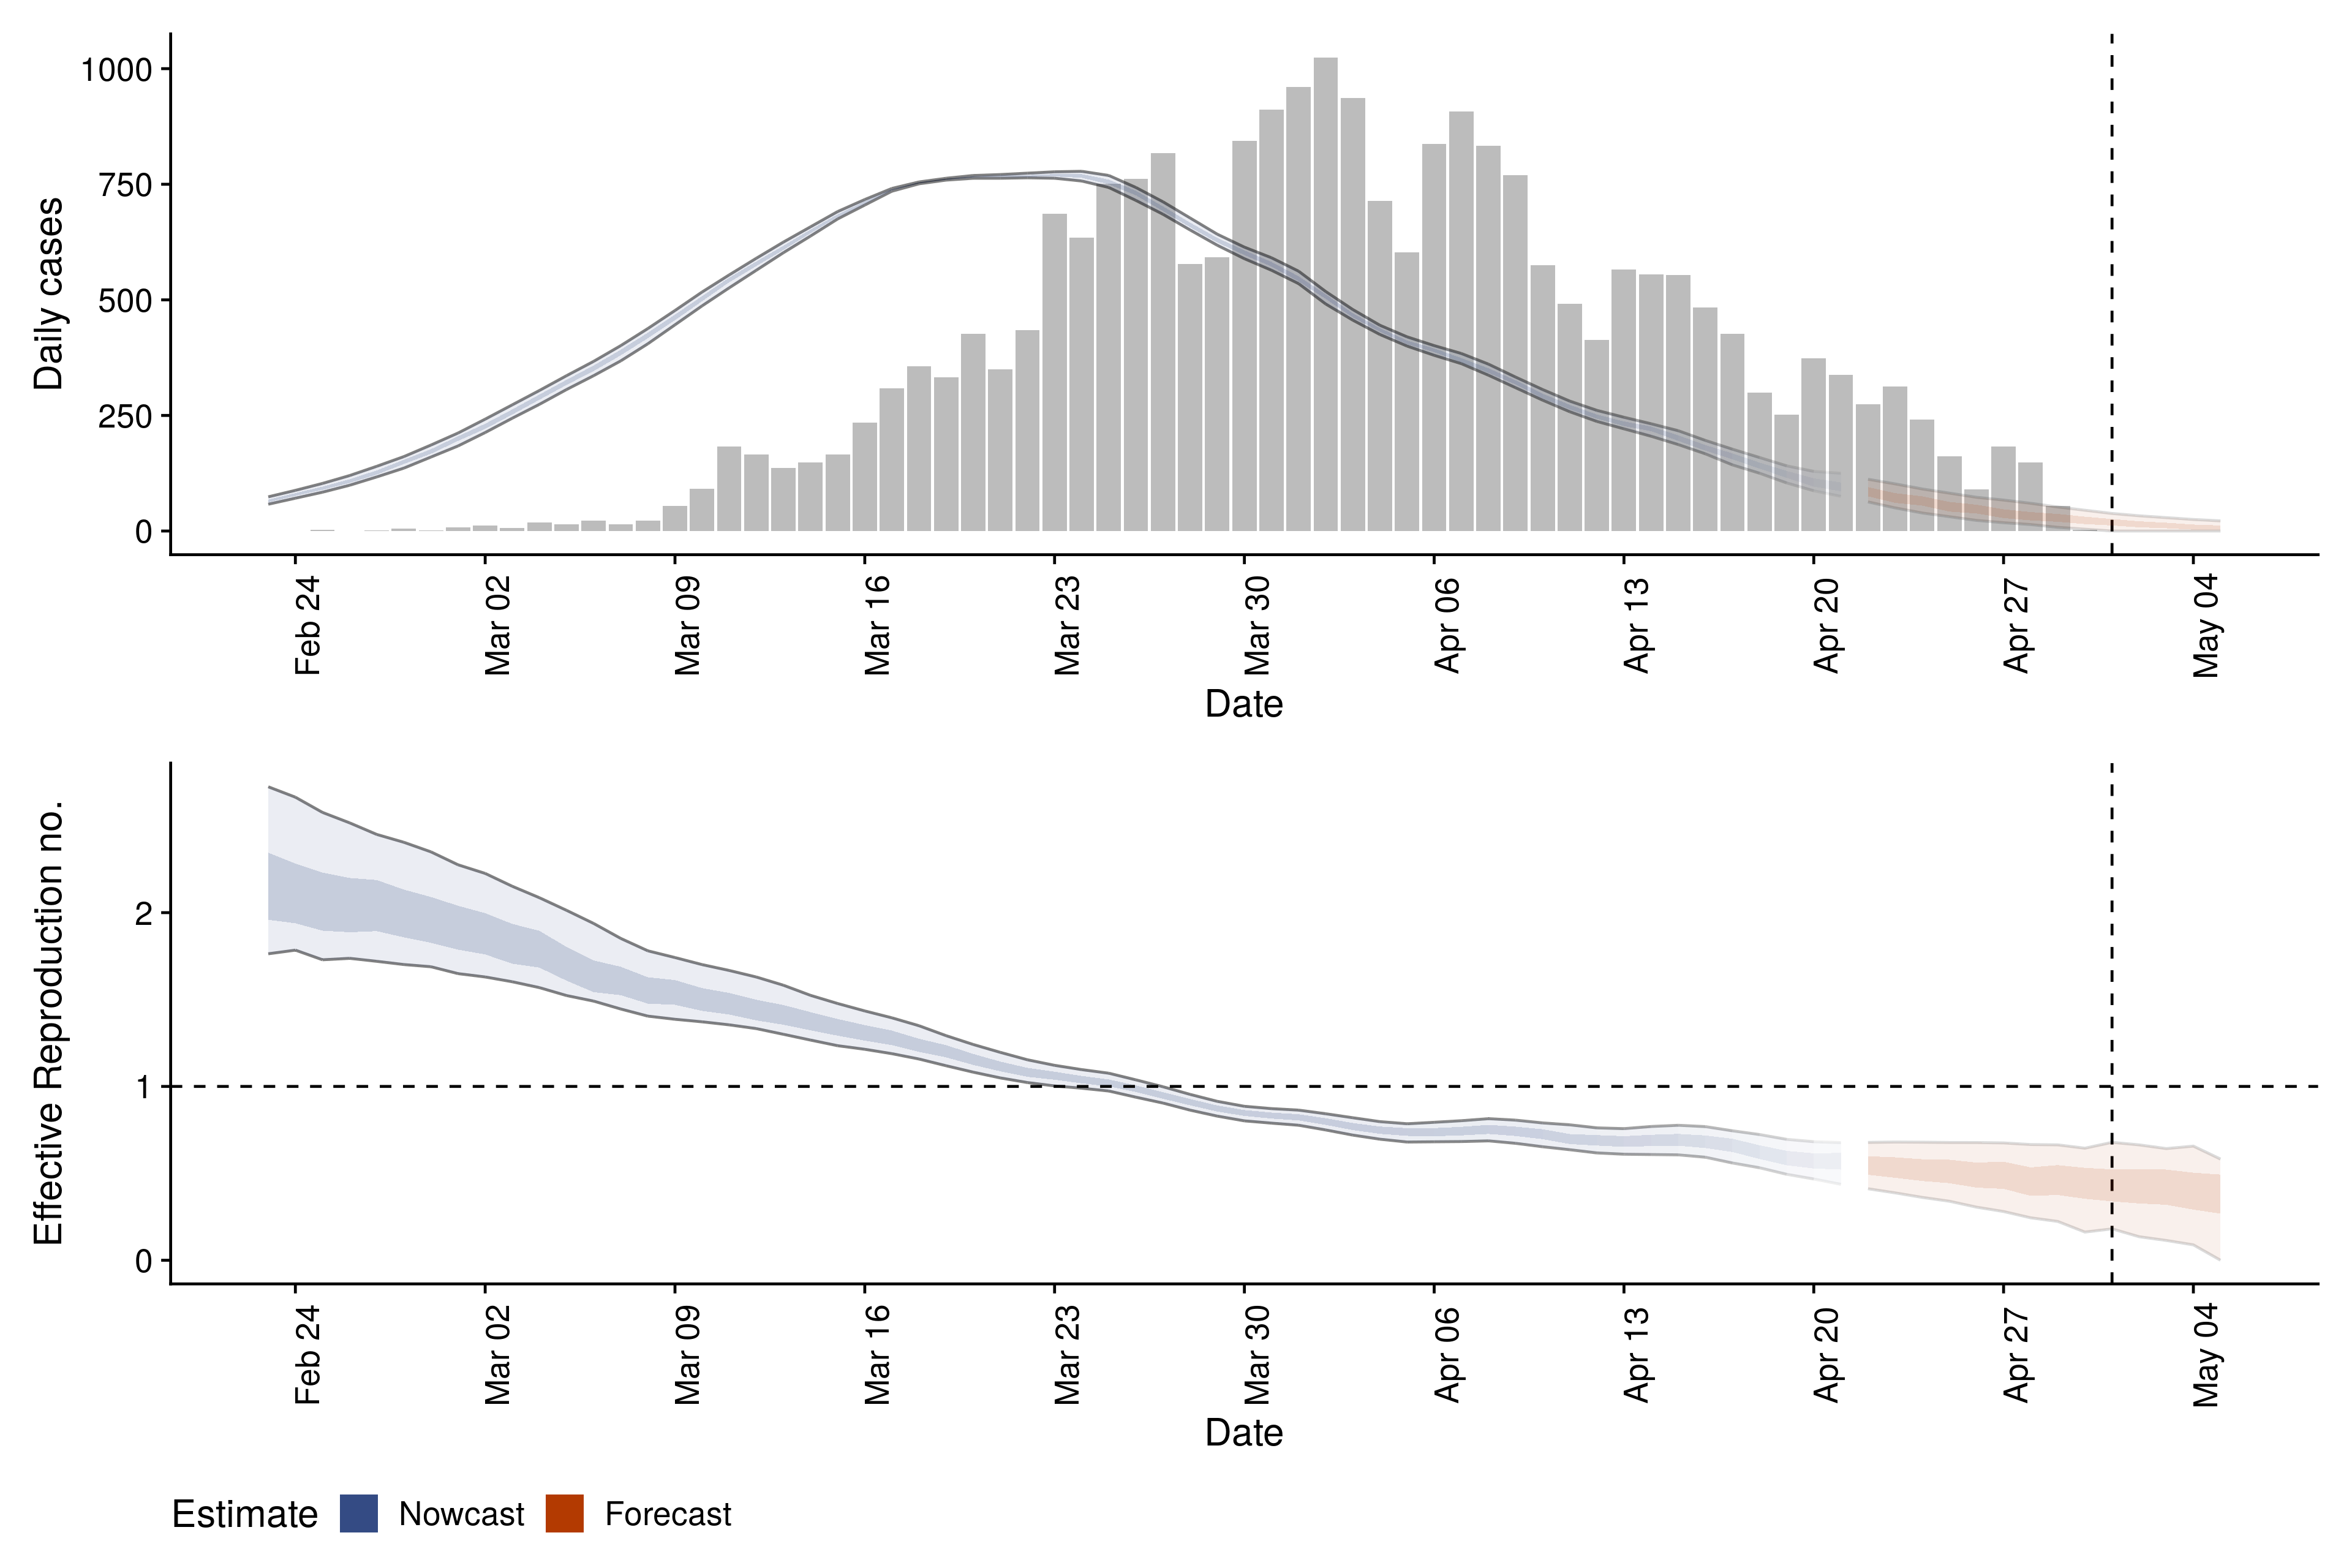 Daily cases
1000
750
500
250
0
Feb 24
Mar 02
Mar 09
Mar 16
Mar 23
Mar 30
Apr 06
Apr 13
Apr 20
Apr 27
May 04
Date
Effective Reproduction no.
2
1
0
Feb 24
Mar 02
Mar 09
Mar 16
Mar 23
Mar 30
Apr 06
Apr 13
Apr 20
Apr 27
May 04
Date
Estimate Nowcast Forecast